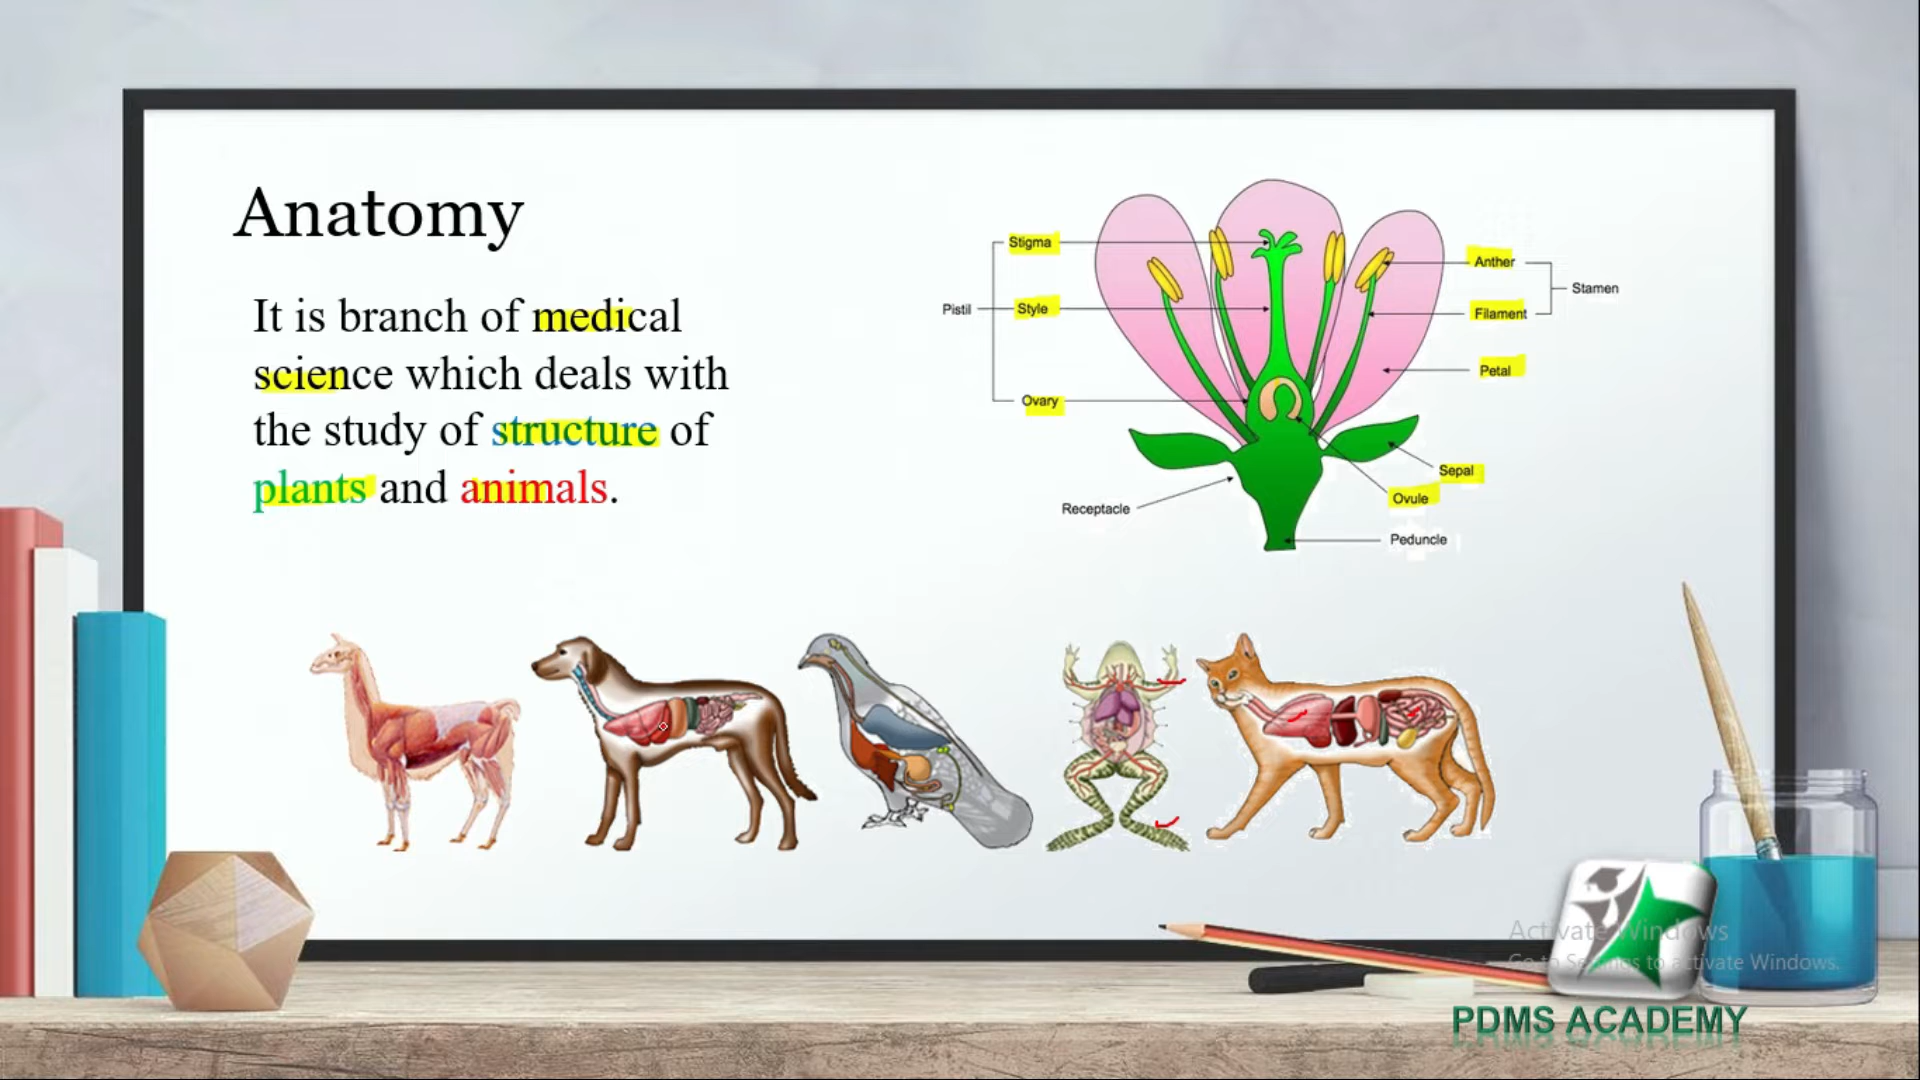 Anatomy
It is branch of medical
science which deals with
the study of structure of
plants and animals.
Stigma
Style
Pistil
Ovary
Receptacle
Anther
Stamen
Filament
Petal
Sepal
Ovule
Peduncle
Activate Windows
Go to Settings to activate Windows.
PDMS ACADEMY